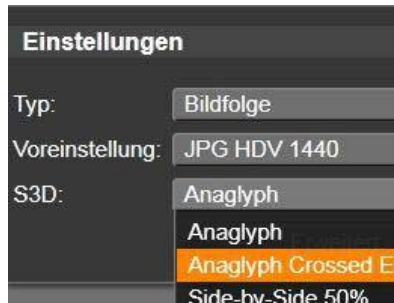 Einstellungen
Typ: Bildfolge
Voreinstellung: JPG HDV 1440
S3D: Anaglyph
Anaglyph
Anaglyph Crossed E
Side-by-Side 50%